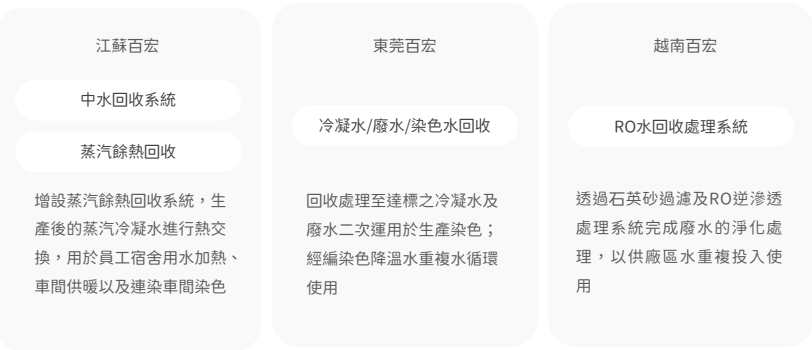 江蘇百宏
中水回收系統
蒸汽餘熱回收
增設蒸汽餘熱回收系統，生
產後的蒸汽冷凝水進行熱交
換，用於員工宿舍用水加熱、
車間供暖以及連染車間染色
東莞百宏
冷凝水/廢水/染色水回收
回收處理至達標之冷凝水及
廢水二次運用於生產染色；
經編染色降溫水重複水循環
使用
越南百宏
RO水回收處理系統
透過石英砂過濾及RO逆滲透
處理系統完成廢水的淨化處
理，以供廠區水重複投入使
用